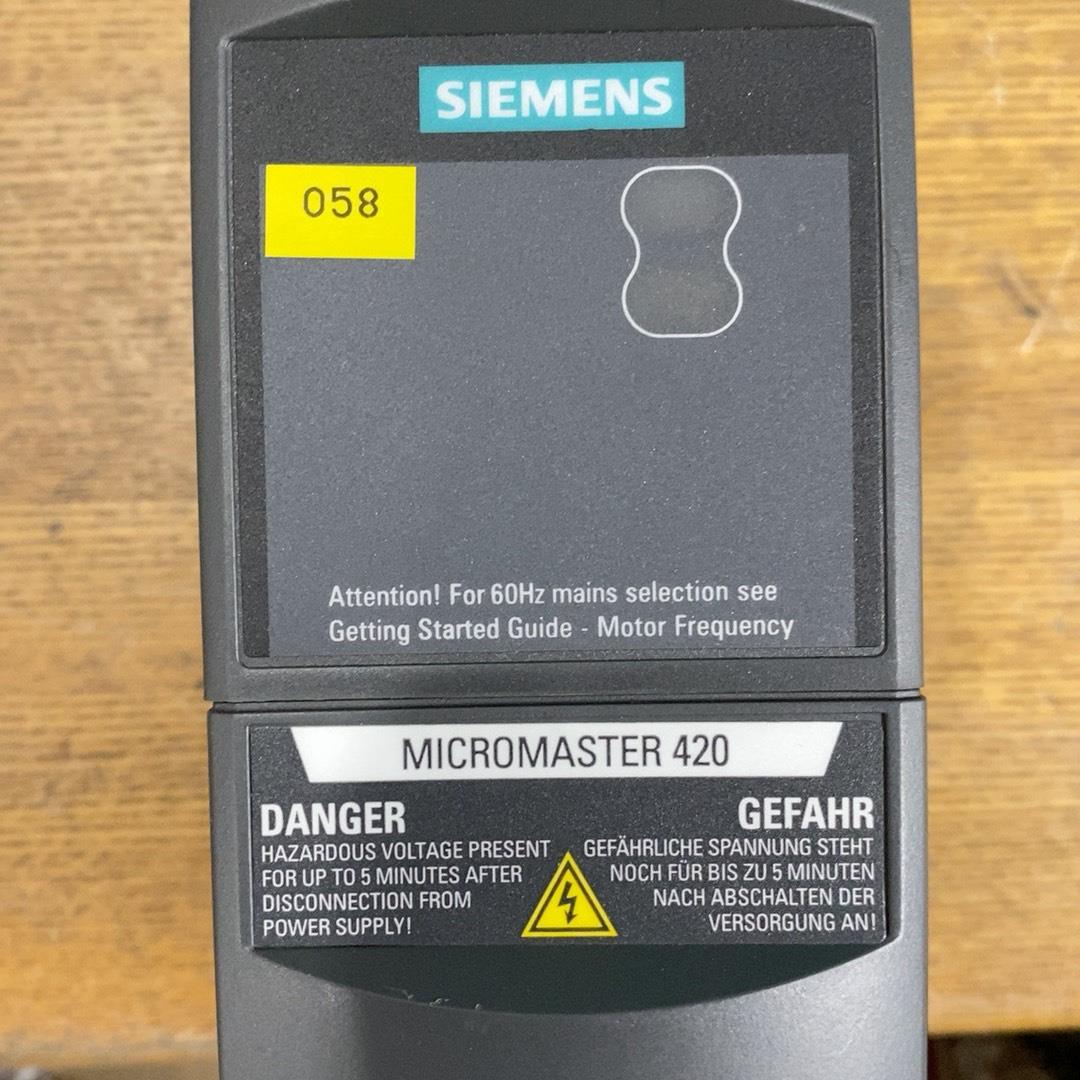 SIEMENS
058
Attention! For 60Hz mains selection see
Getting Started Guide - Motor Frequency
MICROMASTER 420
DANGER
HAZARDOUS VOLTAGE PRESENT
FOR UP TO 5 MINUTES AFTER
DISCONNECTION FROM
POWER SUPPLY!
GEFAHR
GEFÄHRLICHE SPANNUNG STEHT
NOCH FÜR BIS ZU 5 MINUTEN
NACH ABSCHALTEN DER
VERSORGUNG AN!